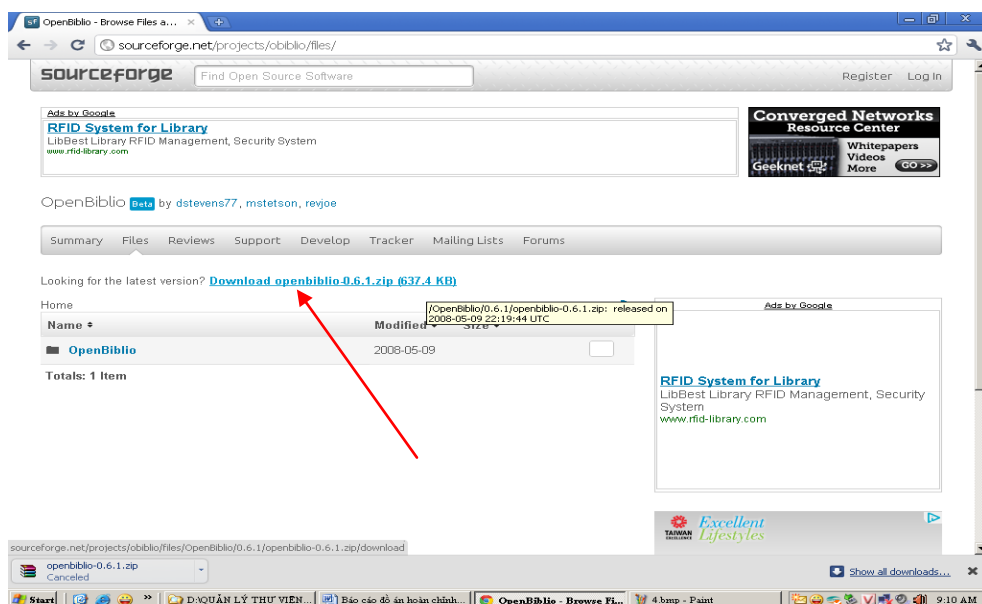 OpenBiblio - Browse Files a...
sourceforge.net/projects/obiblio/files/
sourceforge
Find Open Source Software
Register Log In
Ads by Google
RFID System for Library
LibBest Library RFID Management, Security System
www.rfid-library.com
Converged Networks
Resource Center
Whitepapers
Videos
More
Geeknet
GO >>
OpenBiblio Beta by dstevens77, mstetson, revjoe
Summary Files Reviews Support Develop Tracker Mailing Lists Forums
Looking for the latest version? Download openbiblio-0.6.1.zip (637.4 KB)
Home
/OpenBiblio/0.6.1/openbiblio-0.6.1.zip: released on
2008-05-09 22:19:44 UTC
Name Modified Size
OpenBiblio 2008-05-09
Totals: 1 Item
Ads by Google
RFID System for Library
LibBest Library RFID Management, Security
System
www.rfid-library.com
TAIWAN
EXCELLENCE
Excellent
Lifestyles
sourceforge.net/projects/obiblio/files/OpenBiblio/0.6.1/openbiblio-0.6.1.zip/download
openbiblio-0.6.1.zip
Canceled
Show all downloads...
Start
D:\QUẢN LÝ THƯ VIÊN...
Báo cáo đồ án hoàn chỉnh...
OpenBiblio - Browse Fi...
4.bmp - Paint
9:10 AM